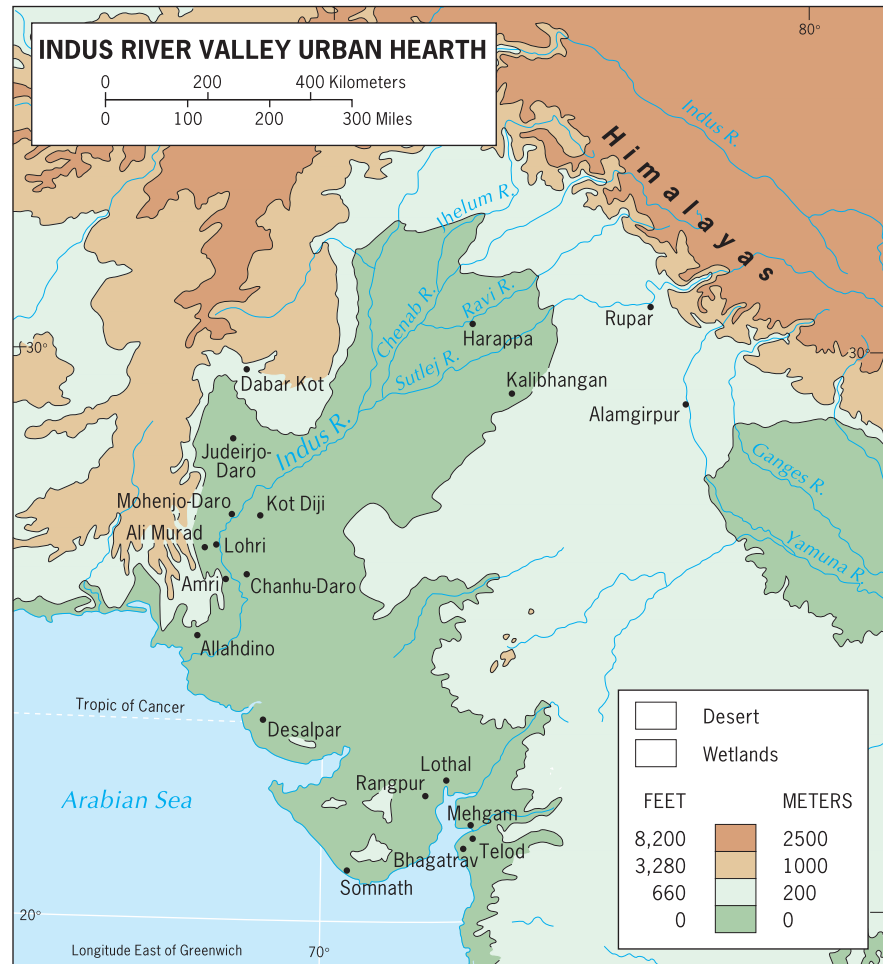 INDUS RIVER VALLEY URBAN HEARTH
0 200 400 Kilometers
0 100 200 300 Miles
80°
Indus R.
Himalayas
Jhelum R.
Chenab R.
Ravi R.
Harappa
Rupar
30°
30°
Sutlej R.
Dabar Kot
Kalibhangan
Alamgirpur
Indus R.
Judeirjo-
Daro
Ganges R.
Mohenjo-Daro
Kot Diji
Ali Murad
Lohri
Yamuna R.
Amri
Chanhu-Daro
Allahdino
Tropic of Cancer
Desalpar
Lothal
Rangpur
Arabian Sea
Mehgam
Telod
Bhagatrav
Somnath
20°
Longitude East of Greenwich
70°
Desert
Wetlands
FEET METERS
8,200 2500
3,280 1000
660 200
0 0